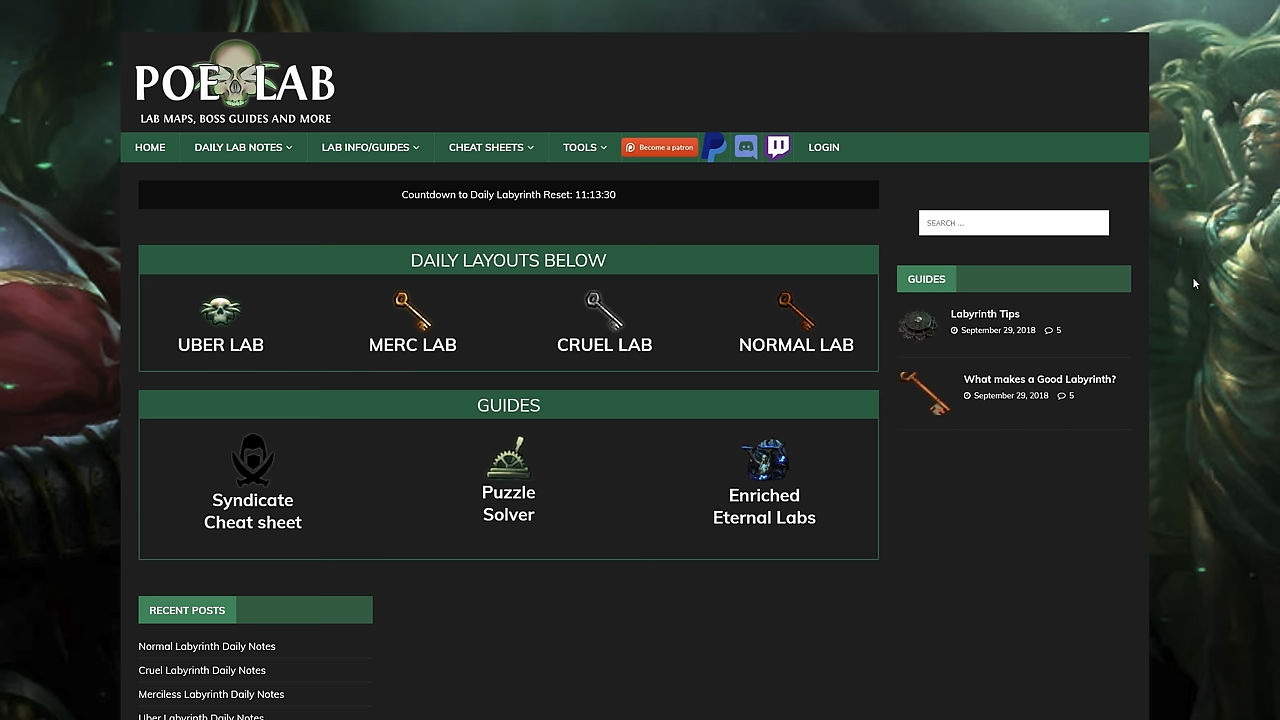 POE LAB
LAB MAPS, BOSS GUIDES AND MORE
HOME
DAILY LAB NOTES
LAB INFO/GUIDES
CHEAT SHEETS
TOOLS
Become a patron
LOGIN
Countdown to Daily Labyrinth Reset: 11:13:30
SEARCH ...
DAILY LAYOUTS BELOW
UBER LAB
MERC LAB
CRUEL LAB
NORMAL LAB
GUIDES
Syndicate
Cheat sheet
Puzzle
Solver
Enriched
Eternal Labs
GUIDES
Labyrinth Tips
September 29, 2018 5
What makes a Good Labyrinth?
September 29, 2018 5
RECENT POSTS
Normal Labyrinth Daily Notes
Cruel Labyrinth Daily Notes
Merciless Labyrinth Daily Notes
Uber Labyrinth Daily Notes